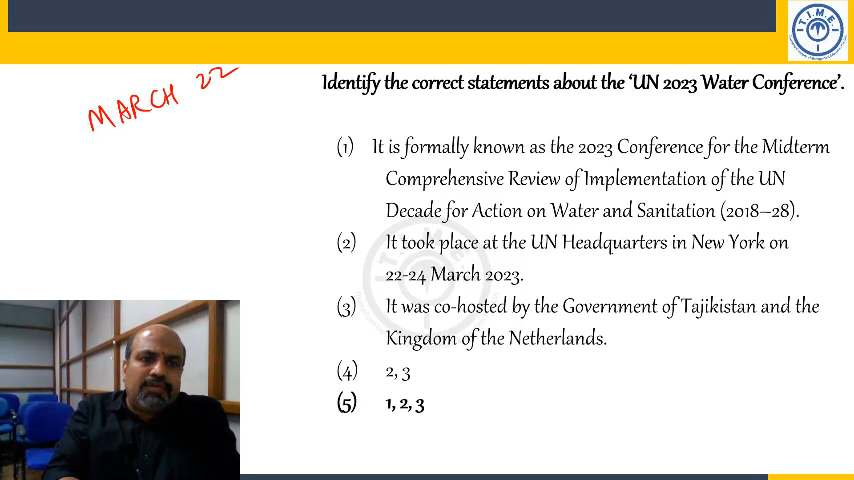 T.I.M.E.
MARCH 22
Identify the correct statements about the ‘UN 2023 Water Conference’.
(1) It is formally known as the 2023 Conference for the Midterm
Comprehensive Review of Implementation of the UN
Decade for Action on Water and Sanitation (2018–28).
(2) It took place at the UN Headquarters in New York on
22-24 March 2023.
(3) It was co-hosted by the Government of Tajikistan and the
Kingdom of the Netherlands.
(4) 2, 3
(5) 1, 2, 3